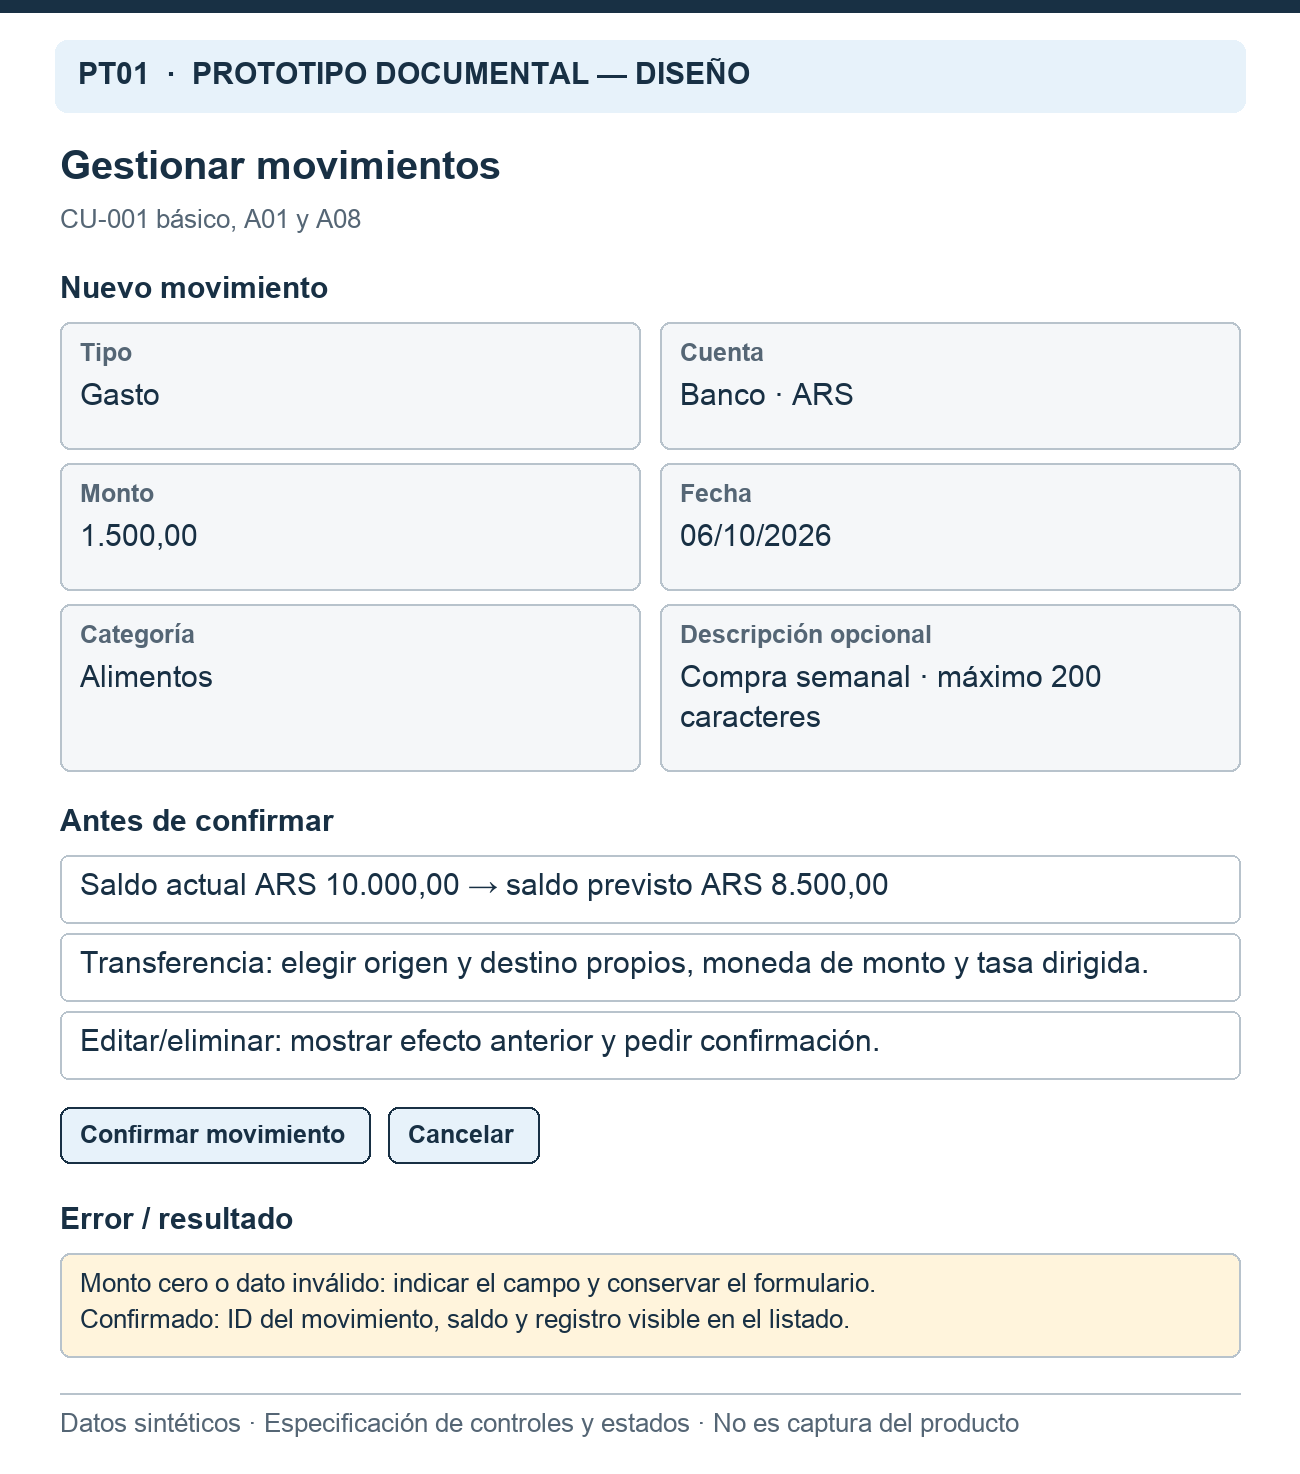 PT01 · PROTOTIPO DOCUMENTAL — DISEÑO
Gestionar movimientos
CU-001 básico, A01 y A08
Nuevo movimiento
Tipo
Gasto
Cuenta
Banco · ARS
Monto
1.500,00
Fecha
06/10/2026
Categoría
Alimentos
Descripción opcional
Compra semanal · máximo 200
caracteres
Antes de confirmar
Saldo actual ARS 10.000,00 → saldo previsto ARS 8.500,00
Transferencia: elegir origen y destino propios, moneda de monto y tasa dirigida.
Editar/eliminar: mostrar efecto anterior y pedir confirmación.
Confirmar movimiento
Cancelar
Error / resultado
Monto cero o dato inválido: indicar el campo y conservar el formulario.
Confirmado: ID del movimiento, saldo y registro visible en el listado.
Datos sintéticos · Especificación de controles y estados · No es captura del producto